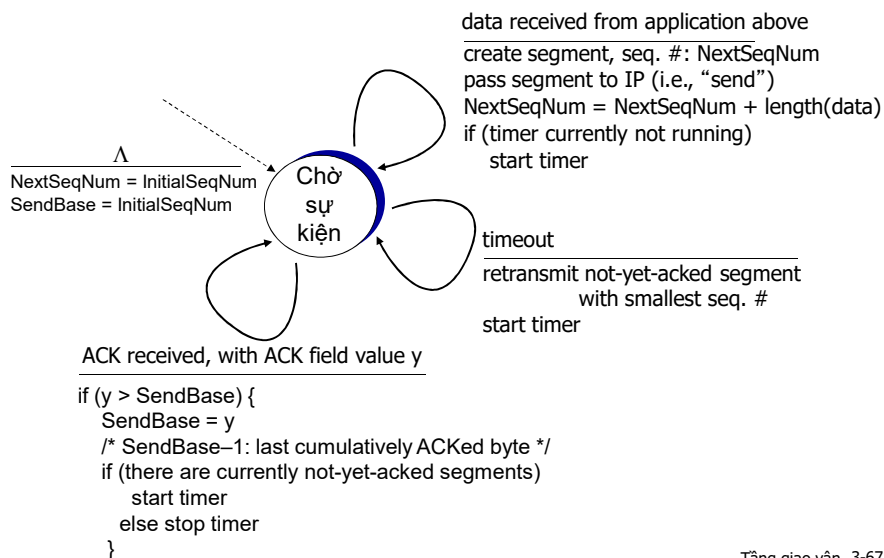 data received from application above
create segment, seq. #: NextSeqNum
pass segment to IP (i.e., “send”)
NextSeqNum = NextSeqNum + length(data)
if (timer currently not running)
start timer
Λ
NextSeqNum = InitialSeqNum
SendBase = InitialSeqNum
Chờ
sự
kiện
timeout
retransmit not-yet-acked segment
with smallest seq. #
start timer
ACK received, with ACK field value y
if (y > SendBase) {
SendBase = y
/* SendBase–1: last cumulatively ACKed byte */
if (there are currently not-yet-acked segments)
start timer
else stop timer
}
Tầng giao vận 3-67